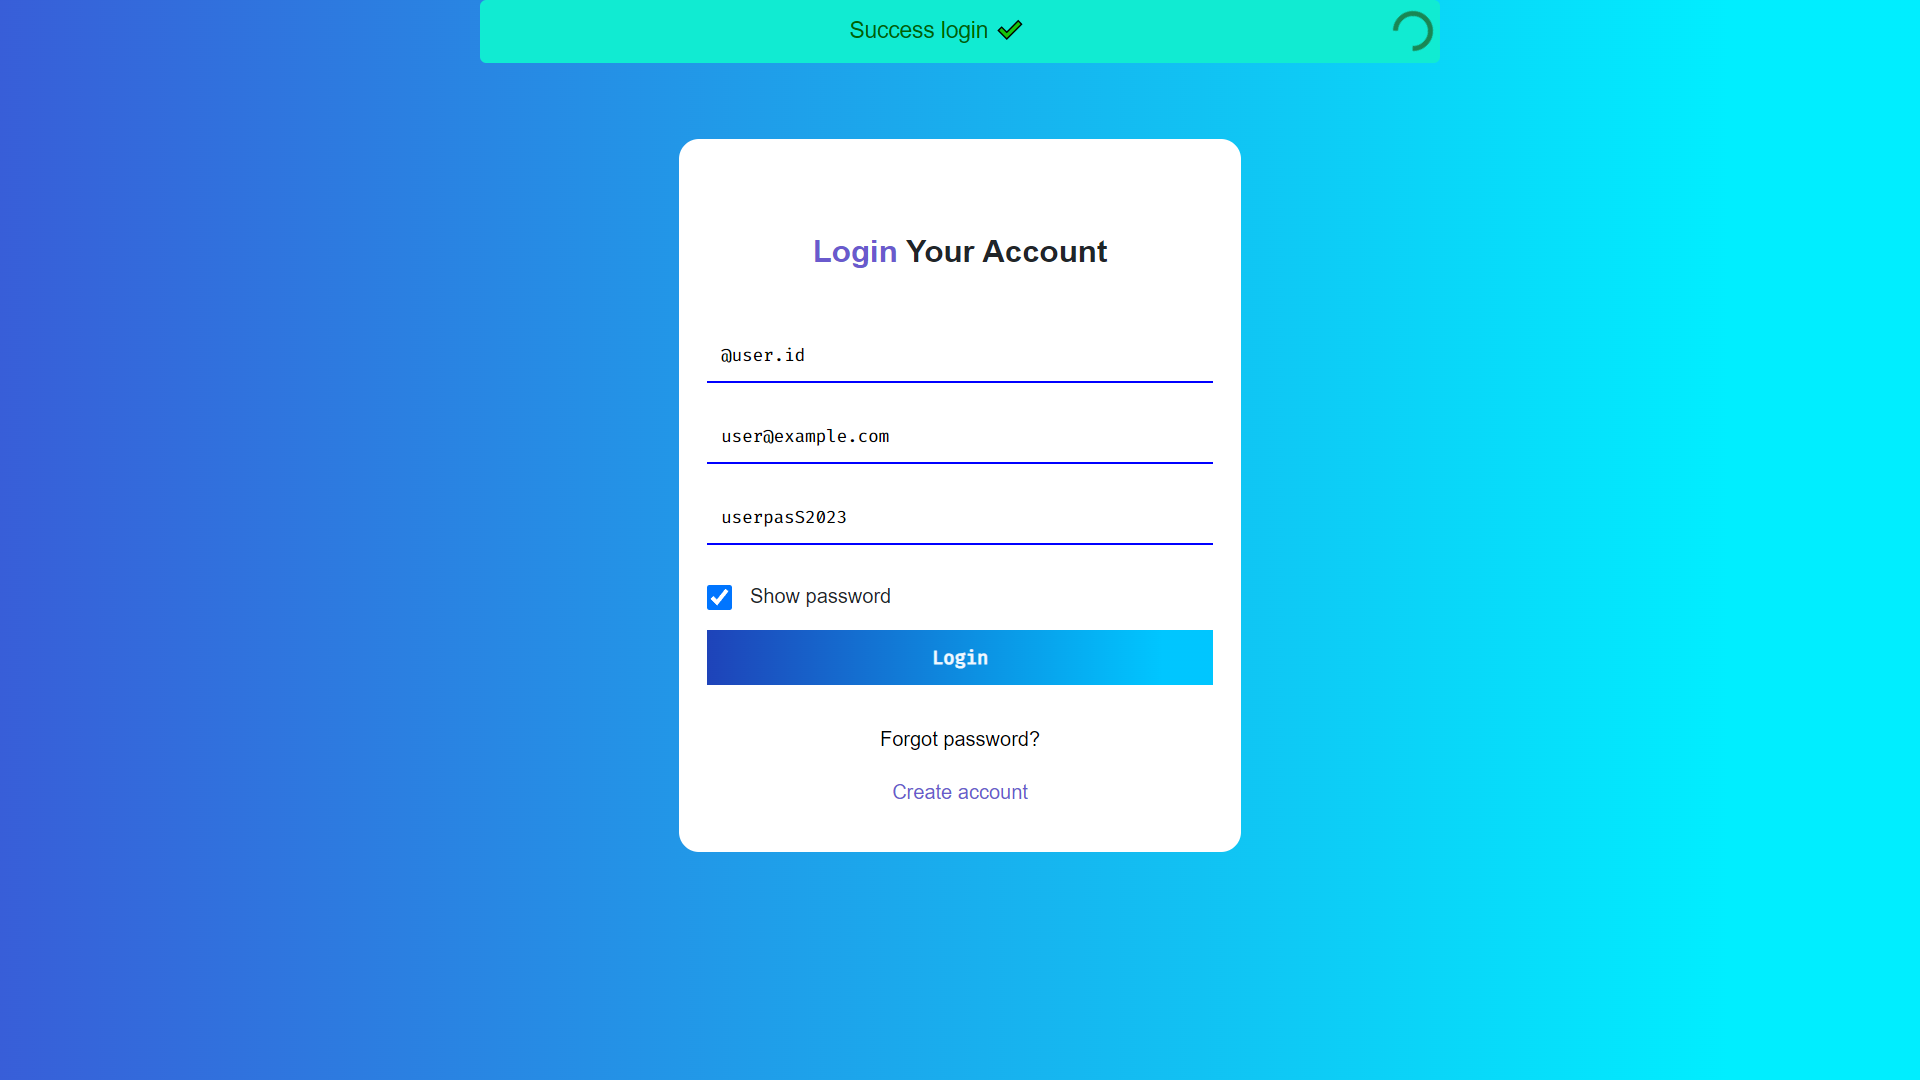 Success login ✔
Login Your Account
@user.id
user@example.com
userpasS2023
Show password
Login
Forgot password?
Create account